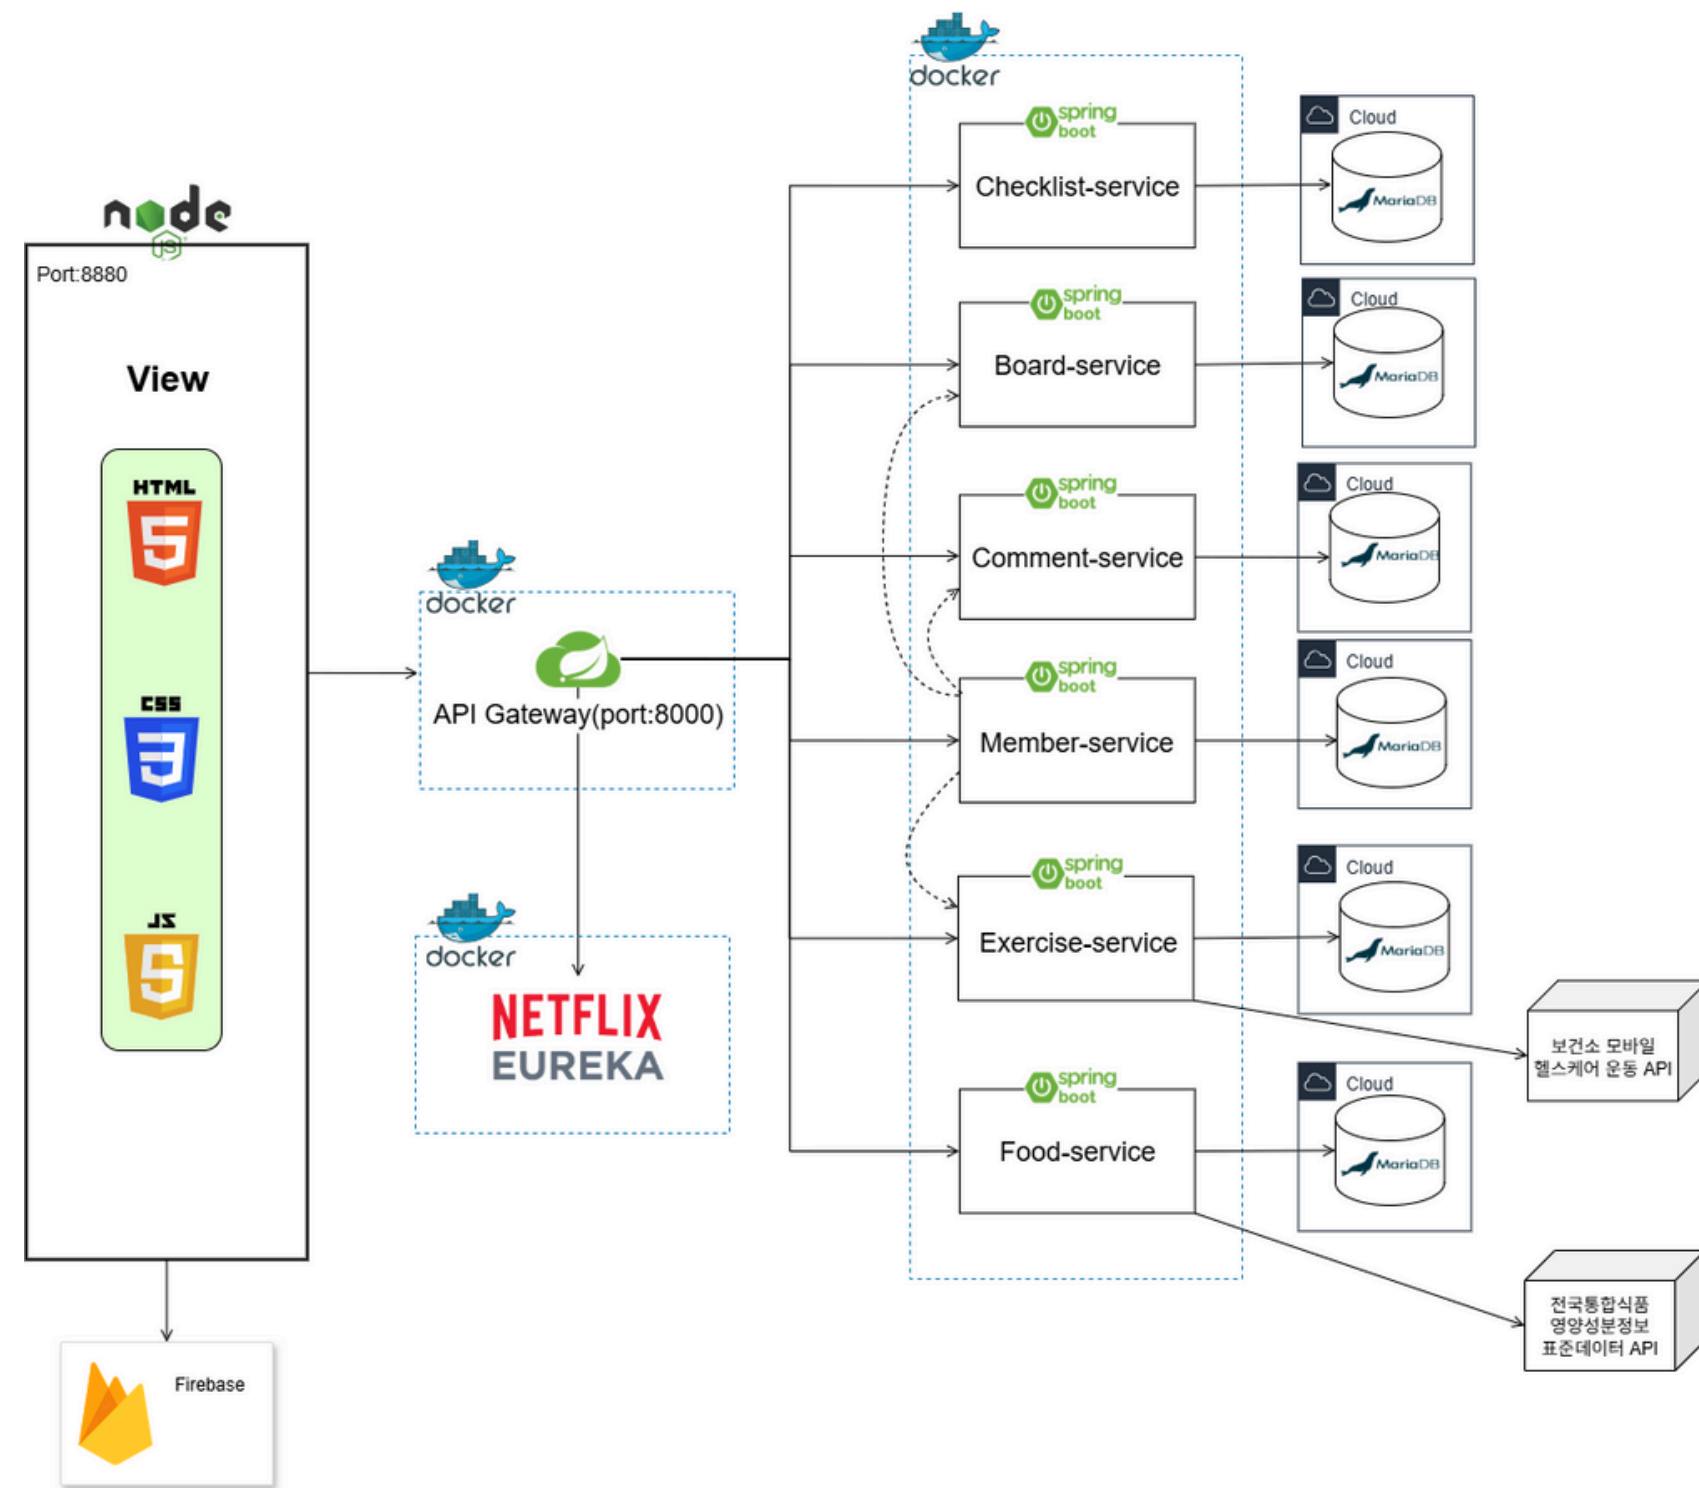 node
JS
Port:8880
View
HTML
5
CSS
3
JS
5
Firebase
docker
API Gateway(port:8000)
docker
NETFLIX
EUREKA
docker
spring
boot
Checklist-service
Cloud
MariaDB
spring
boot
Board-service
Cloud
MariaDB
spring
boot
Comment-service
Cloud
MariaDB
spring
boot
Member-service
Cloud
MariaDB
spring
boot
Exercise-service
Cloud
MariaDB
보건소 모바일
헬스케어 운동 API
spring
boot
Food-service
Cloud
MariaDB
전국통합식품
영양성분정보
표준데이터 API